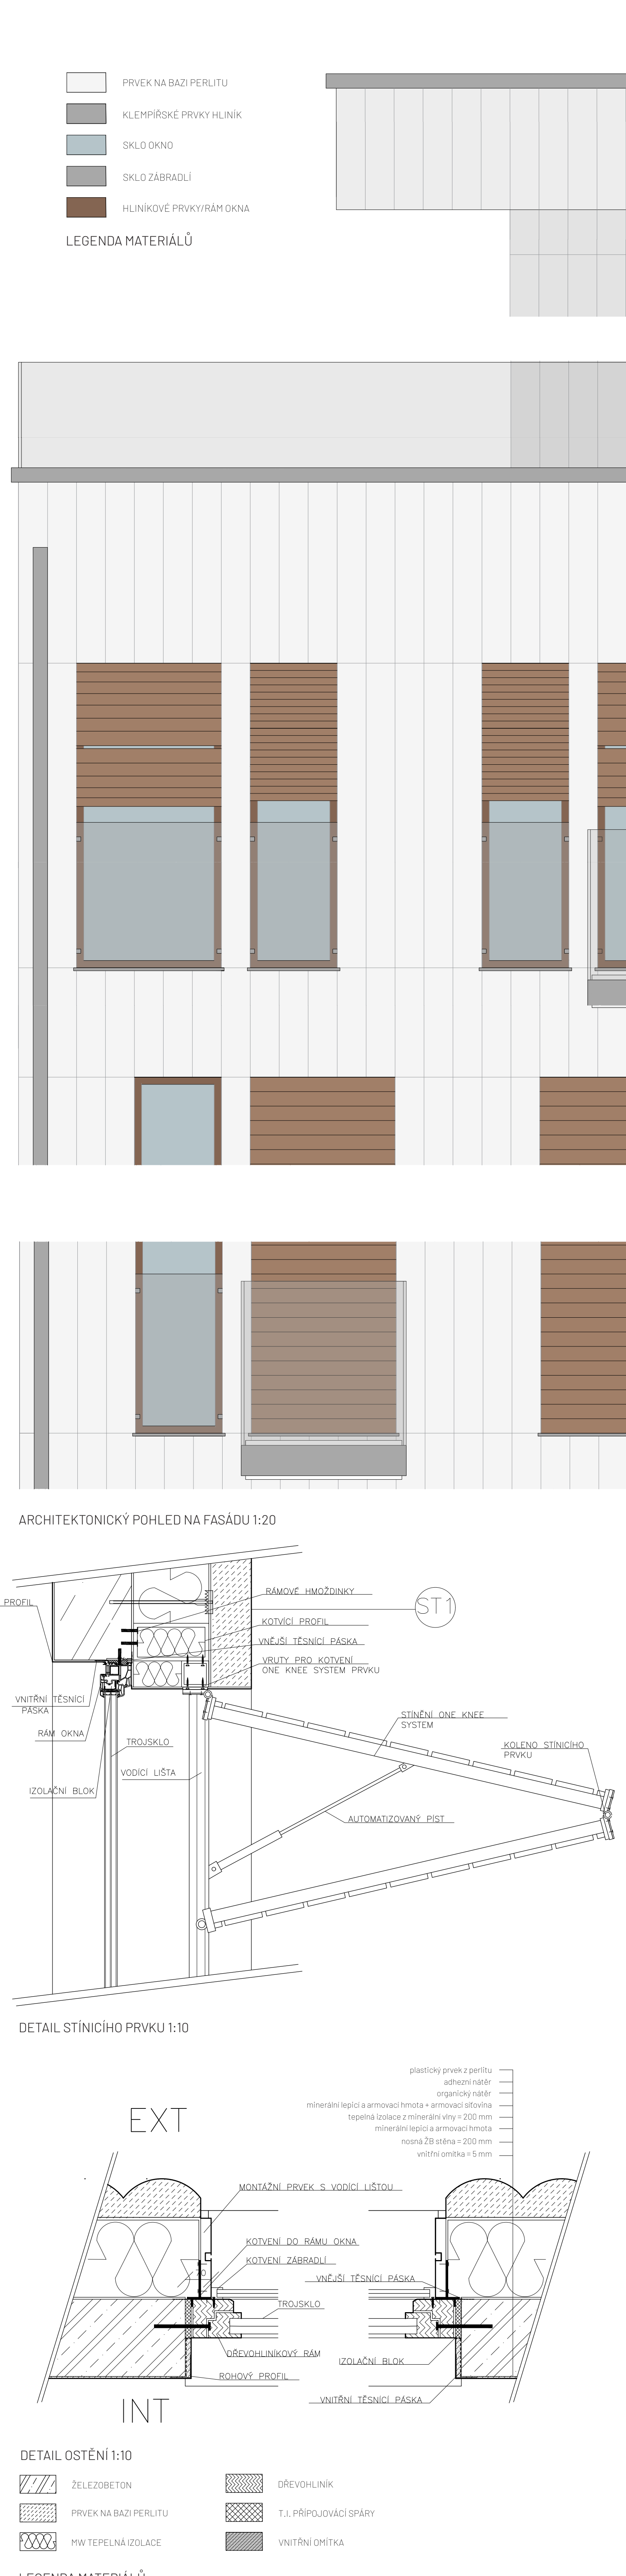 PRVEK NA BAZI PERLITU
KLEMPÍŘSKÉ PRVKY HLINÍK
SKLO OKNO
SKLO ZÁBRADLÍ
HLINÍKOVÉ PRVKY/RÁM OKNA
LEGENDA MATERIÁLŮ
ARCHITEKTONICKÝ POHLED NA FASÁDU 1:20
PROFIL
RÁMOVÉ HMOŽDINKY
ST1
KOTVÍCÍ PROFIL
VNĚJŠÍ TĚSNÍCÍ PÁSKA
VRUTY PRO KOTVENÍ
ONE KNEE SYSTEM PRVKU
VNITŘNÍ TĚSNÍCÍ
PÁSKA
STÍNĚNÍ ONE KNEE
SYSTEM
RÁM OKNA
TROJSKLO
KOLENO STÍNICÍHO
PRVKU
VODÍCÍ LIŠTA
IZOLAČNÍ BLOK
AUTOMATIZOVANÝ PÍST
DETAIL STÍNICÍHO PRVKU 1:10
plastický prvek z perlitu
adhezní nátěr
organický nátěr
minerální lepicí a armovací hmota + armovací síťovina
tepelná izolace z minerální vlny = 200 mm
minerální lepicí a armovací hmota
nosná ŽB stěna = 200 mm
vnitřní omítka = 5 mm
EXT
MONTÁŽNÍ PRVEK S VODÍCÍ LIŠTOU
KOTVENÍ DO RÁMU OKNA
KOTVENÍ ZÁBRADLÍ
70
VNĚJŠÍ TĚSNÍCÍ PÁSKA
TROJSKLO
DŘEVOHLINÍKOVÝ RÁM
IZOLAČNÍ BLOK
ROHOVÝ PROFIL
VNITŘNÍ TĚSNÍCÍ PÁSKA
INT
DETAIL OSTĚNÍ 1:10
ŽELEZOBETON
DŘEVOHLINÍK
PRVEK NA BAZI PERLITU
T.I. PŘIPOJOVÁCÍ SPÁRY
MW TEPELNÁ IZOLACE
VNITŘNÍ OMÍTKA
LEGENDA MATERIÁLŮ